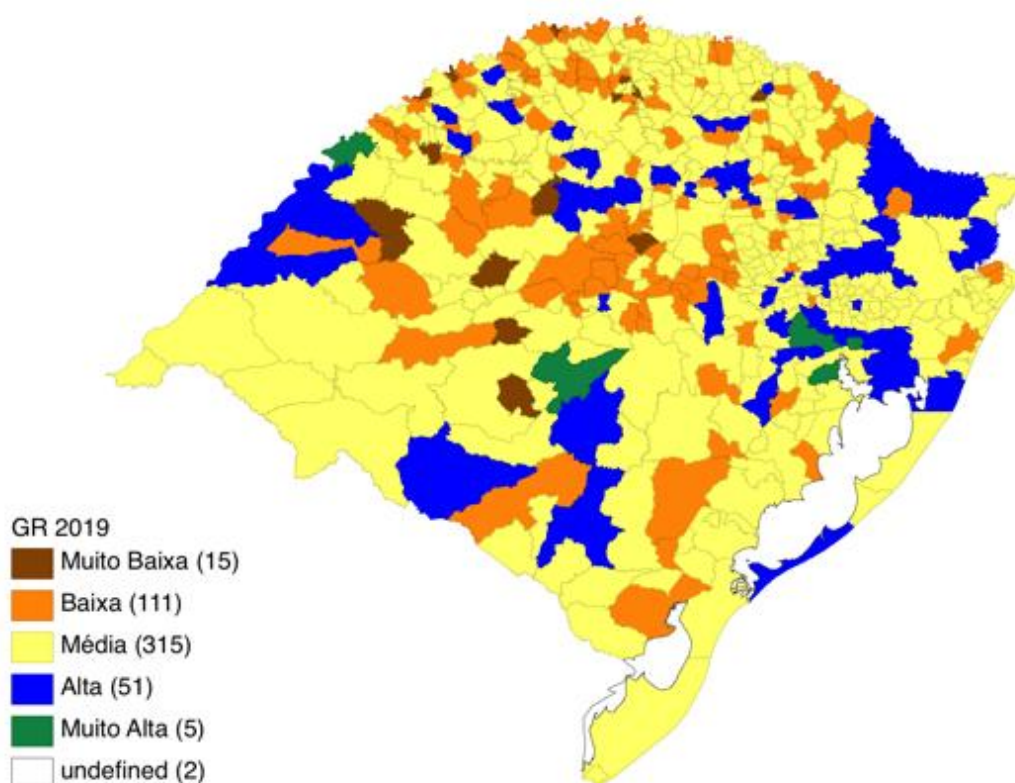 GR 2019
Muito Baixa (15)
Baixa (111)
Média (315)
Alta (51)
Muito Alta (5)
undefined (2)